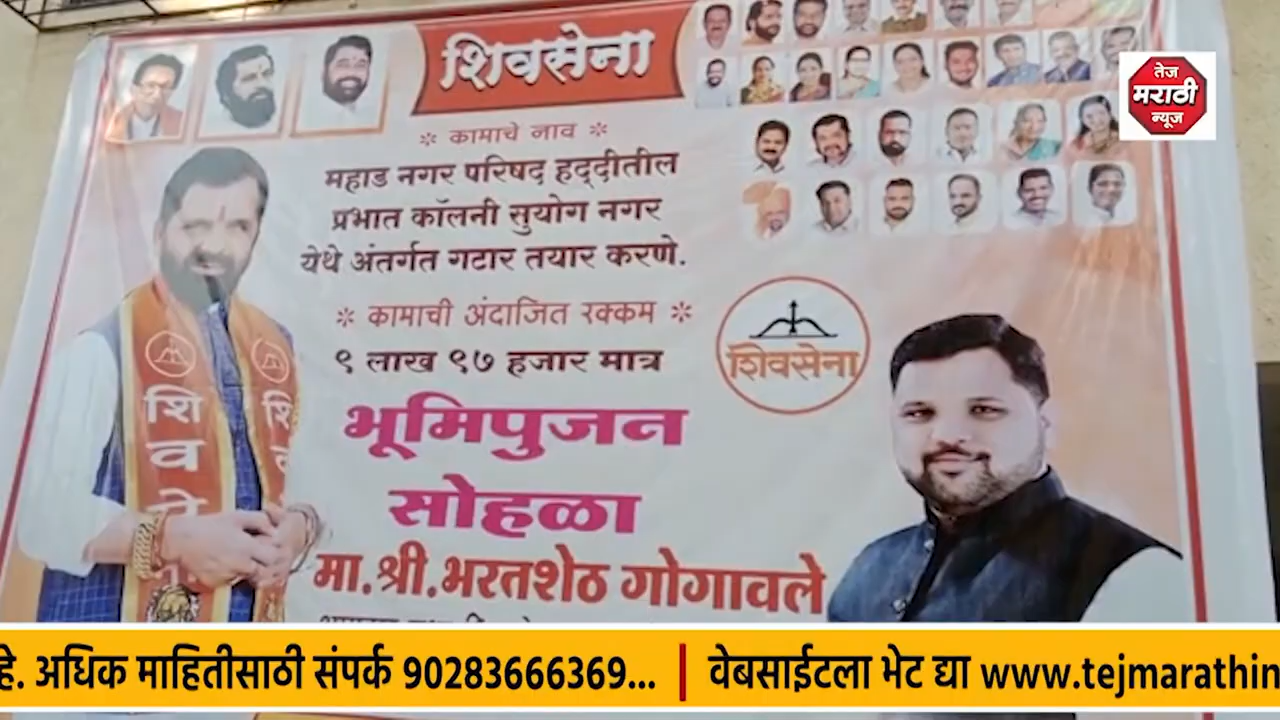 शिवसेना
तेज
मराठी
न्यूज
* कामाचे नाव *
महाड नगर परिषद हद्दीतील
प्रभात कॉलनी सुयोग नगर
येथे अंतर्गत गटार तयार करणे.
* कामाची अंदाजित रक्कम *
९ लाख ९७ हजार मात्र
शिवसेना
भूमिपुजन
सोहळा
मा.श्री.भरतशेठ गोगावले
शि
व
शि
हे. अधिक माहितीसाठी संपर्क 90283666369... | वेबसाईटला भेट द्या www.tejmarathin